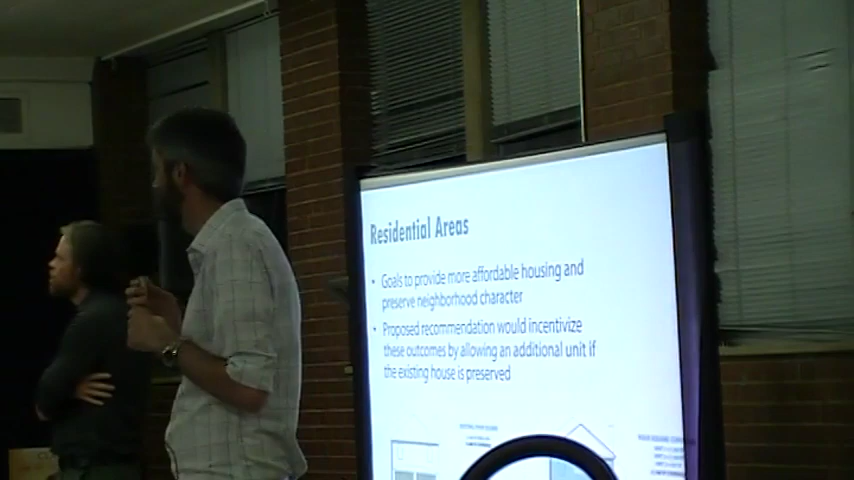 Residential Areas
• Goals to provide more affordable housing and
preserve neighborhood character
• Proposed recommendation would incentivize
these outcomes by allowing an additional unit if
the existing house is preserved